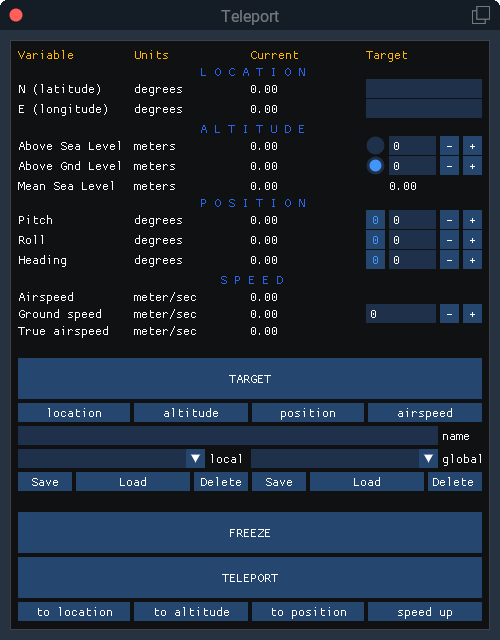 Teleport
Variable Units Current Target
LOCATION
N (latitude) degrees 0.00
E (longitude) degrees 0.00
ALTITUDE
Above Sea Level meters 0.00 0 - +
Above Gnd Level meters 0.00 0 - +
Mean Sea Level meters 0.00 0.00
POSITION
Pitch degrees 0.00 0 0 - +
Roll degrees 0.00 0 0 - +
Heading degrees 0.00 0 0 - +
SPEED
Airspeed meter/sec 0.00
Ground speed meter/sec 0.00 0 - +
True airspeed meter/sec 0.00
TARGET
location altitude position airspeed
name
local global
Save Load Delete Save Load Delete
FREEZE
TELEPORT
to location to altitude to position speed up